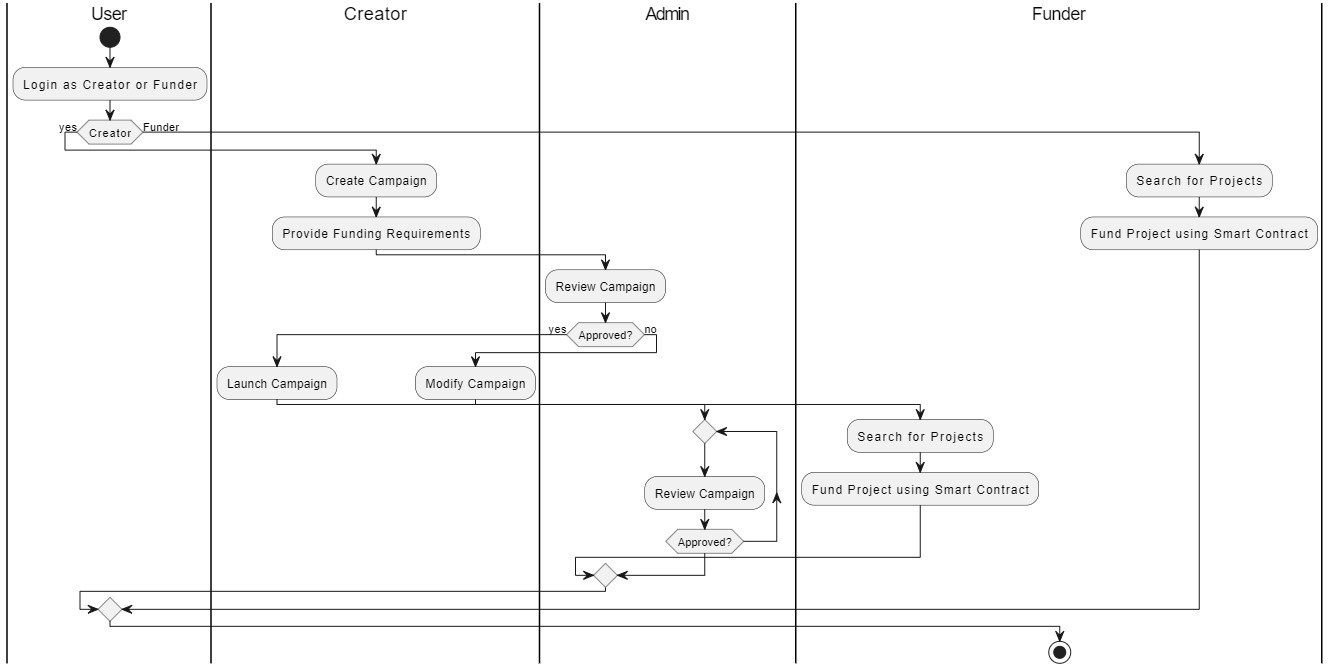 User
Creator
Admin
Funder
Login as Creator or Funder
yes
Creator
Funder
Create Campaign
Search for Projects
Provide Funding Requirements
Fund Project using Smart Contract
Review Campaign
yes
Approved?
no
Launch Campaign
Modify Campaign
Search for Projects
Review Campaign
Fund Project using Smart Contract
Approved?